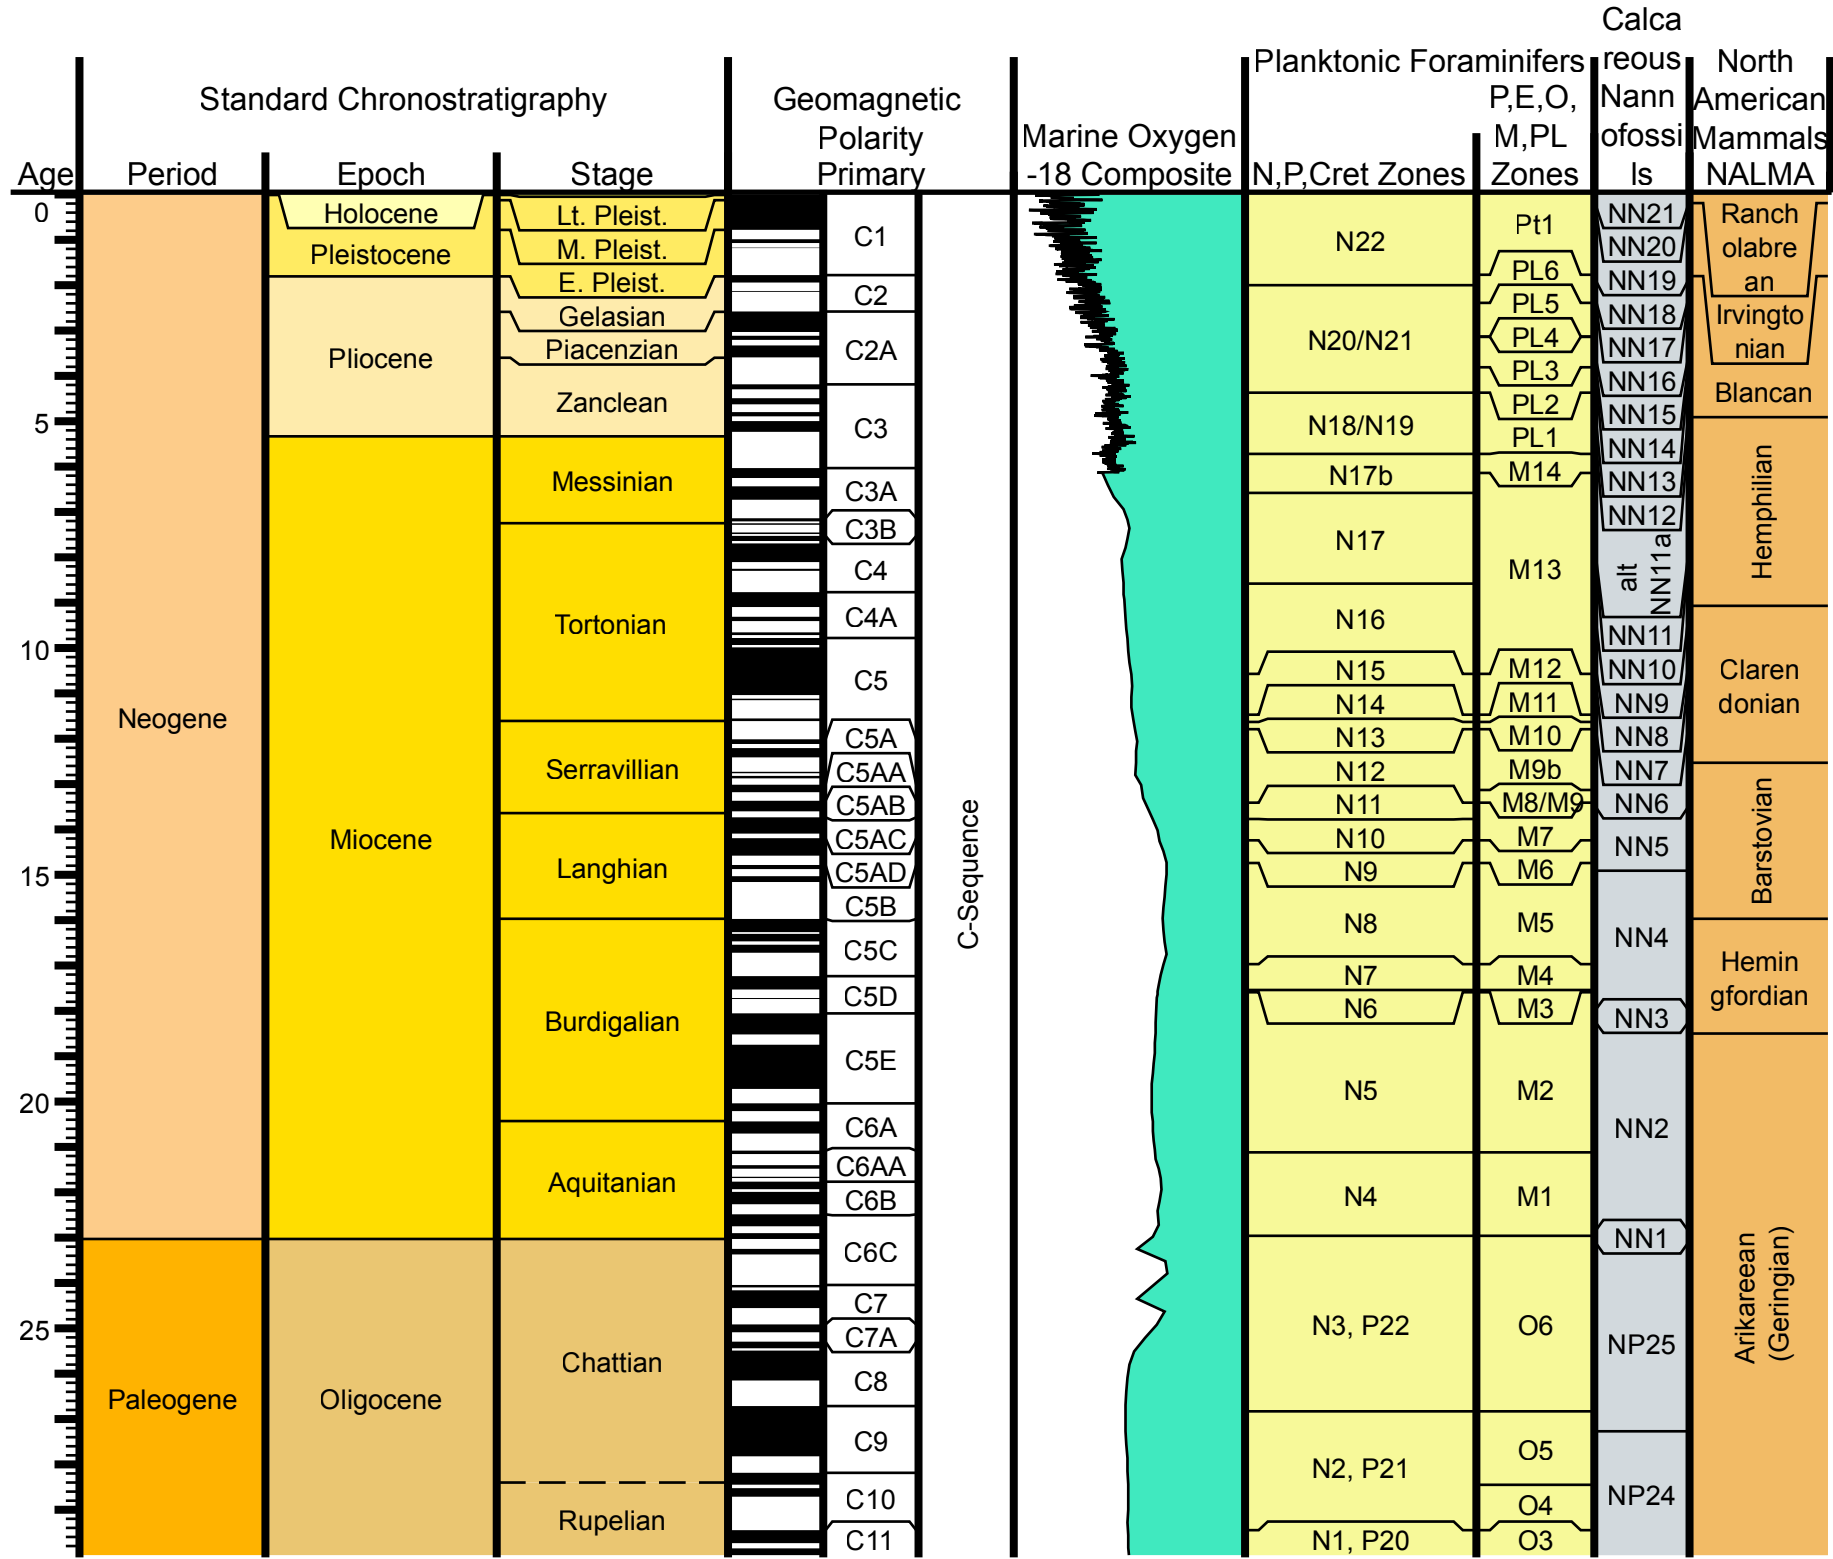 Standard Chronostratigraphy
Age
Period
Epoch
Stage
Geomagnetic
Polarity
Primary
Marine Oxygen
-18 Composite
Planktonic Foraminifers
N,P,Cret Zones
P,E,O,
M,PL
Zones
Calca
reous
Nann
ofossi
ls
North
American
Mammals
NALMA
0
5
10
15
20
25
Neogene
Paleogene
Holocene
Pleistocene
Pliocene
Miocene
Oligocene
Lt. Pleist.
M. Pleist.
E. Pleist.
Gelasian
Piacenzian
Zanclean
Messinian
Tortonian
Serravillian
Langhian
Burdigalian
Aquitanian
Chattian
Rupelian
C1
C2
C2A
C3
C3A
C3B
C4
C4A
C5
C5A
C5AA
C5AB
C5AC
C5AD
C5B
C5C
C5D
C5E
C6A
C6AA
C6B
C6C
C7
C7A
C8
C9
C10
C11
C-Sequence
N22
N20/N21
N18/N19
N17b
N17
N16
N15
N14
N13
N12
N11
N10
N9
N8
N7
N6
N5
N4
N3, P22
N2, P21
N1, P20
Pt1
PL6
PL5
PL4
PL3
PL2
PL1
M14
M13
M12
M11
M10
M9b
M8/M9
M7
M6
M5
M4
M3
M2
M1
O6
O5
O4
O3
NN21
NN20
NN19
NN18
NN17
NN16
NN15
NN14
NN13
NN12
alt
NN11a
NN11
NN10
NN9
NN8
NN7
NN6
NN5
NN4
NN3
NN2
NN1
NP25
NP24
Ranch
olabre
an
Irvingto
nian
Blancan
Hemphilian
Claren
donian
Barstovian
Hemin
gfordian
Arikareean
(Geringian)